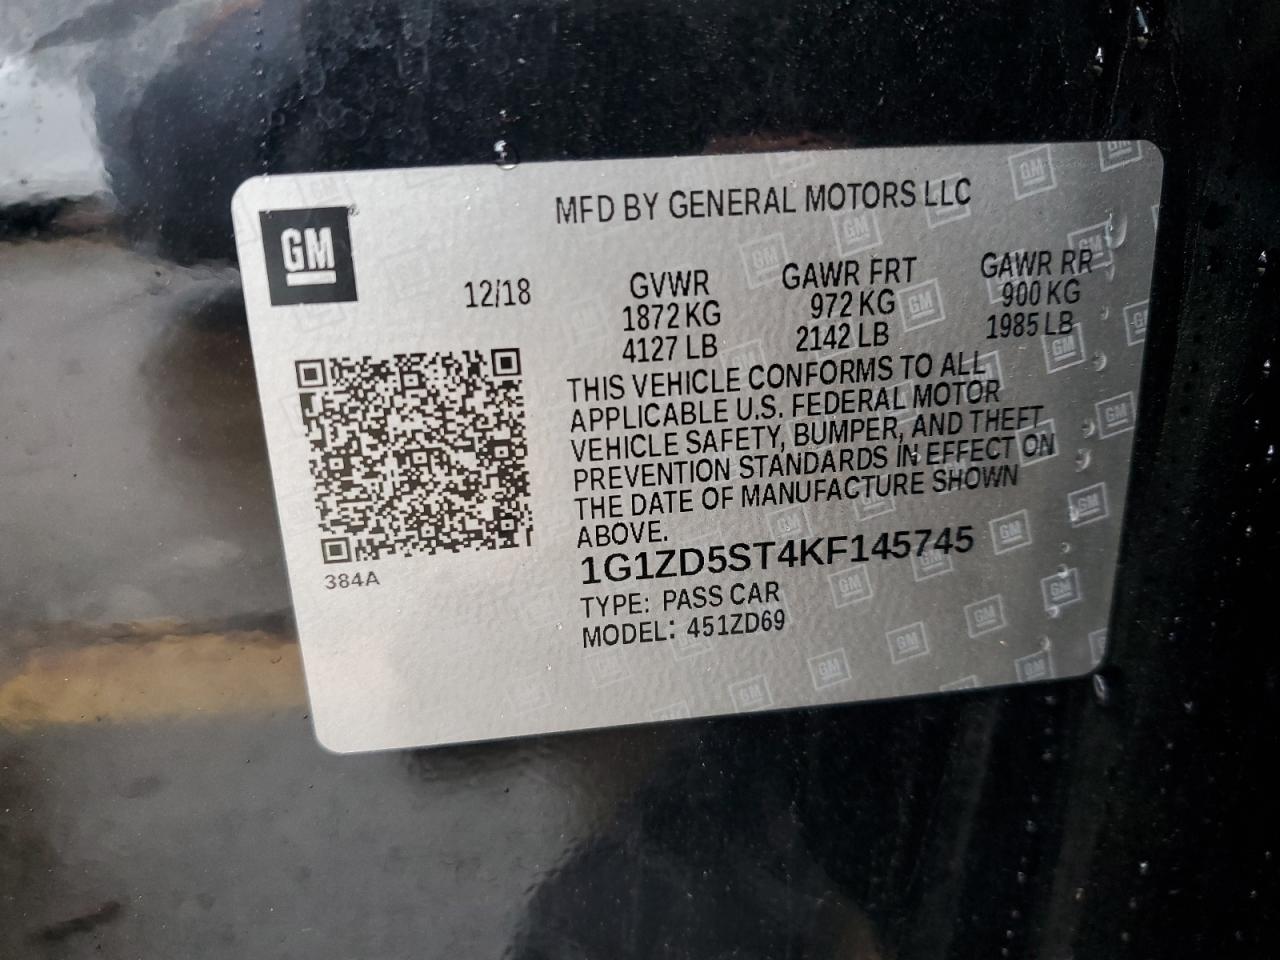 GM
MFD BY GENERAL MOTORS LLC
12/18
GVWR
1872 KG
4127 LB
GAWR FRT
972 KG
2142 LB
GAWR RR
900 KG
1985 LB
THIS VEHICLE CONFORMS TO ALL
APPLICABLE U.S. FEDERAL MOTOR
VEHICLE SAFETY, BUMPER, AND THEFT
PREVENTION STANDARDS IN EFFECT ON
THE DATE OF MANUFACTURE SHOWN
ABOVE.
1G1ZD5ST4KF145745
TYPE: PASS CAR
MODEL: 451ZD69
384A